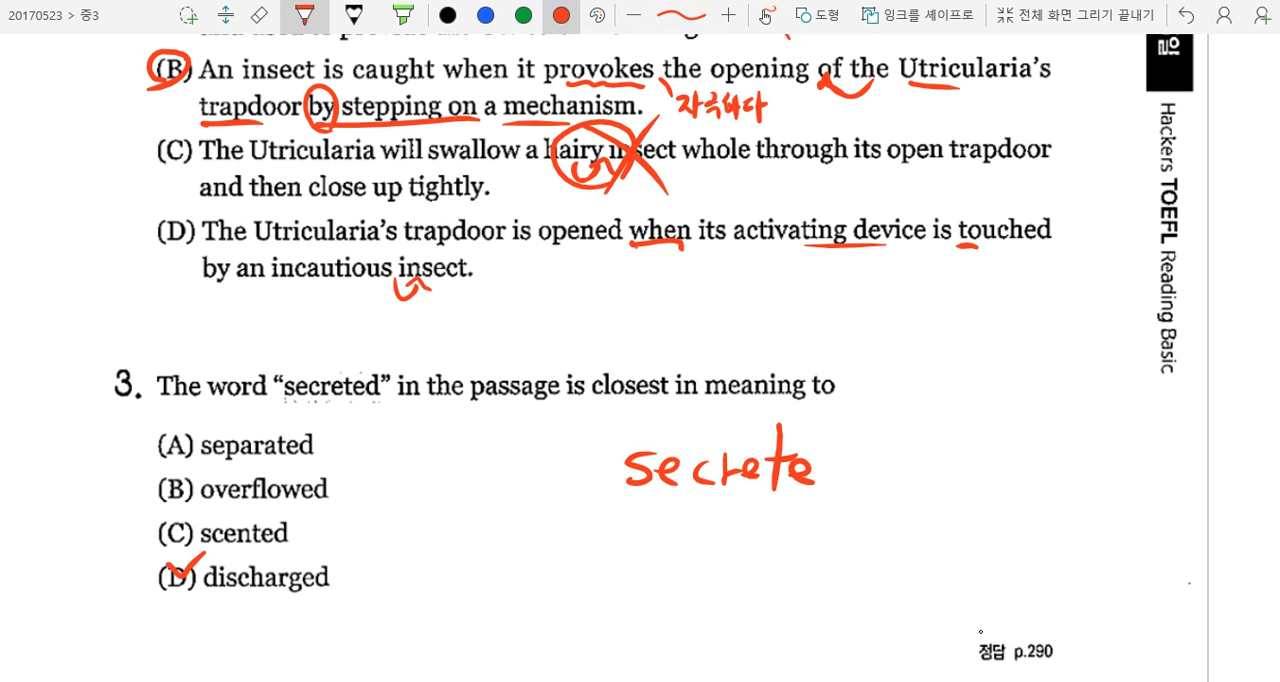 20170523 > 중3
도형
잉크를 셰이프로
전체 화면 그리기 끝내기
(B) An insect is caught when it provokes the opening of the Utricularia's
trapdoor by stepping on a mechanism.
자극하다
(C) The Utricularia will swallow a hairy insect whole through its open trapdoor
and then close up tightly.
(D) The Utricularia's trapdoor is opened when its activating device is touched
by an incautious insect.
3. The word “secreted” in the passage is closest in meaning to
(A) separated
secrete
(B) overflowed
(C) scented
(D) discharged
정답 p.290
Hackers TOEFL Reading Basic